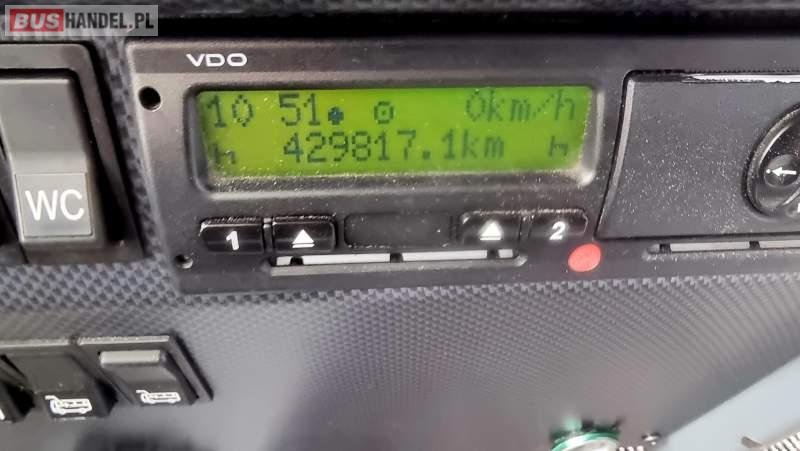 BUSHANDEL.PL
VDO
10 51 0km/h
429817.1km
WC
1 2